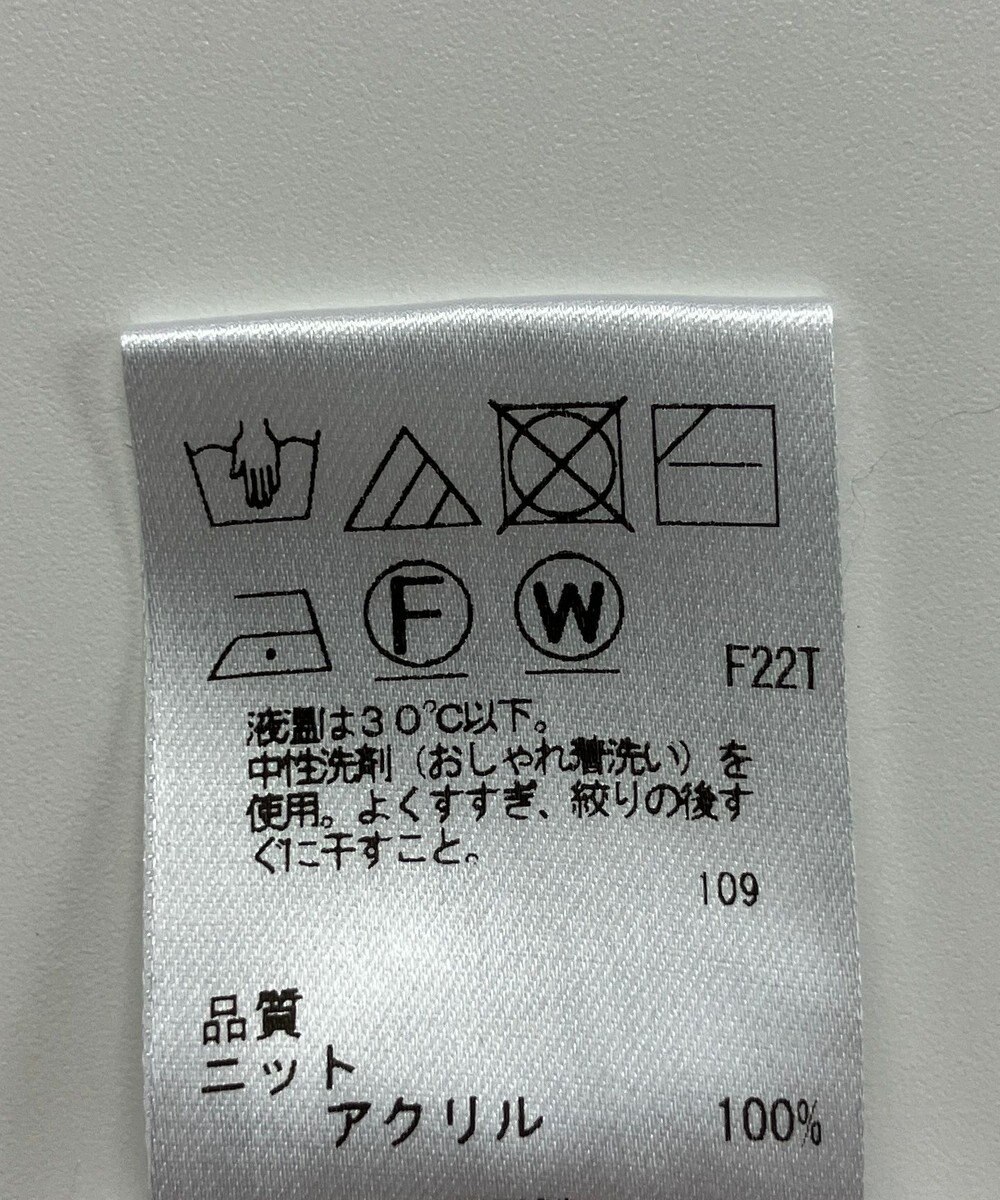 F
W
F22T
液温は30℃以下。
中性洗剤（おしゃれ着洗い）を
使用。よくすすぎ、絞りの後す
ぐに干すこと。
109
品質
ニット
アクリル 100%